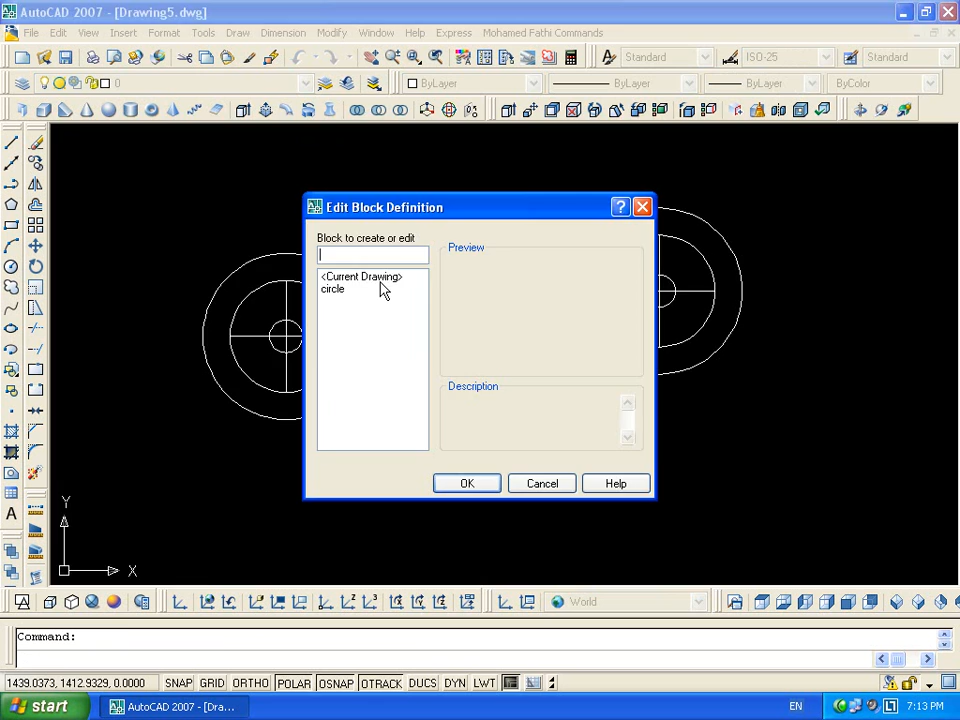 AutoCAD 2007 - [Drawing5.dwg]
File Edit View Insert Format Tools Draw Dimension Modify Window Help Express Mohamed Fathi Commands
Standard ISO-25 Standard
0 ByLayer ByLayer ByLayer ByColor
Edit Block Definition
Block to create or edit
<Current Drawing>
circle
Preview
Description
OK Cancel Help
Y
X
World
Command:
1439.0373, 1412.9329, 0.0000 SNAP GRID ORTHO POLAR OSNAP OTRACK DUCS DYN LWT
start AutoCAD 2007 - [Dra... EN 7:13 PM